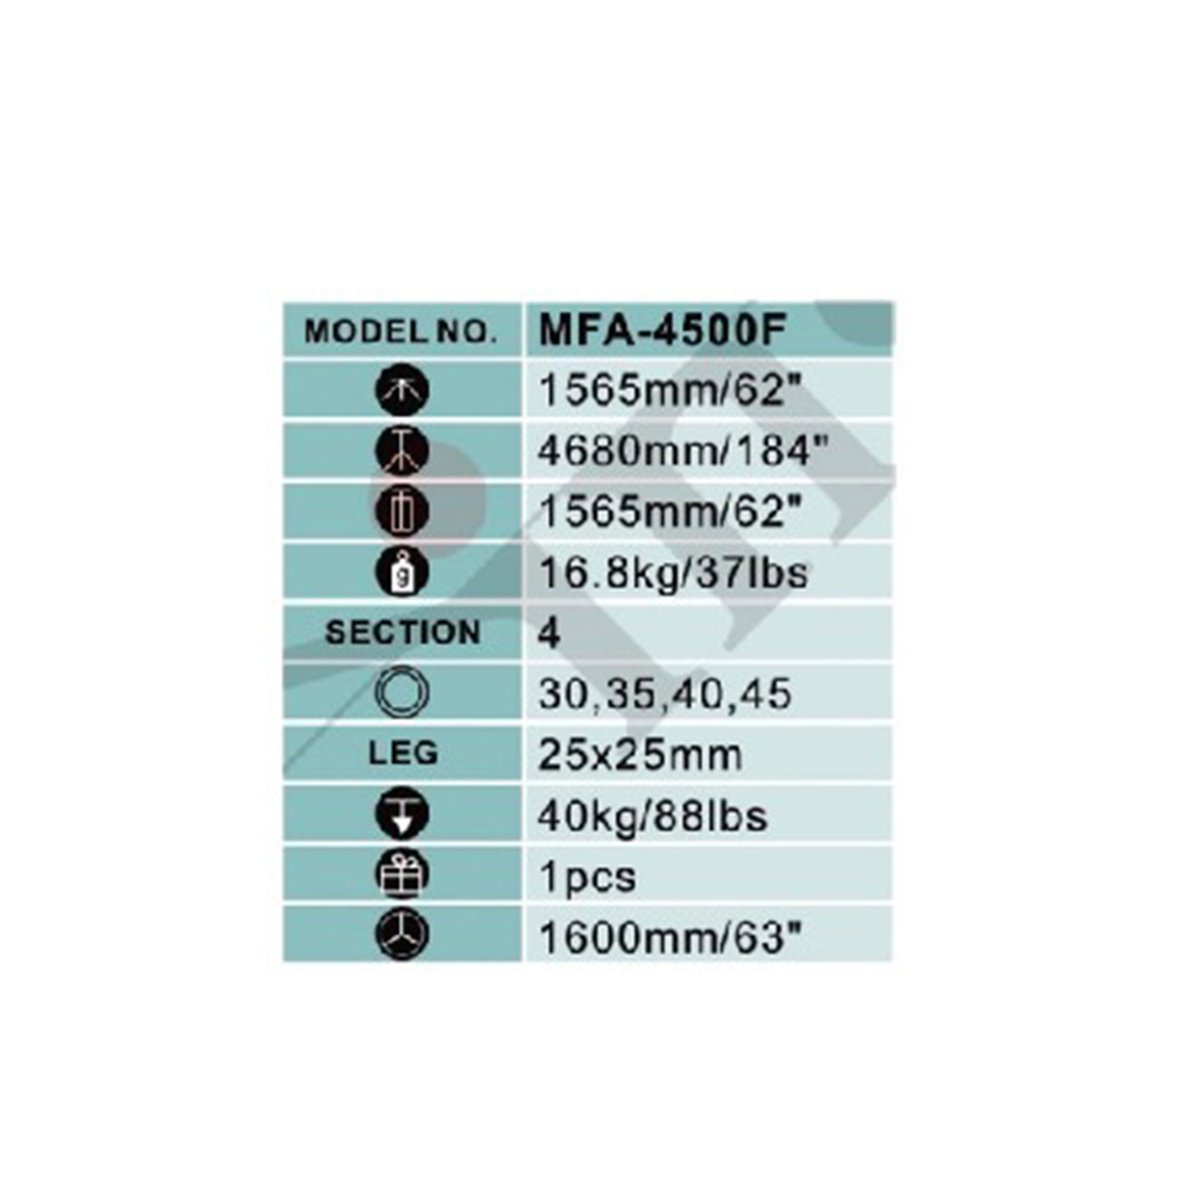 MODEL NO. MFA-4500F
1565mm/62"
4680mm/184"
1565mm/62"
g 16.8kg/37lbs
SECTION 4
30,35,40,45
LEG 25x25mm
40kg/88lbs
1pcs
1600mm/63"